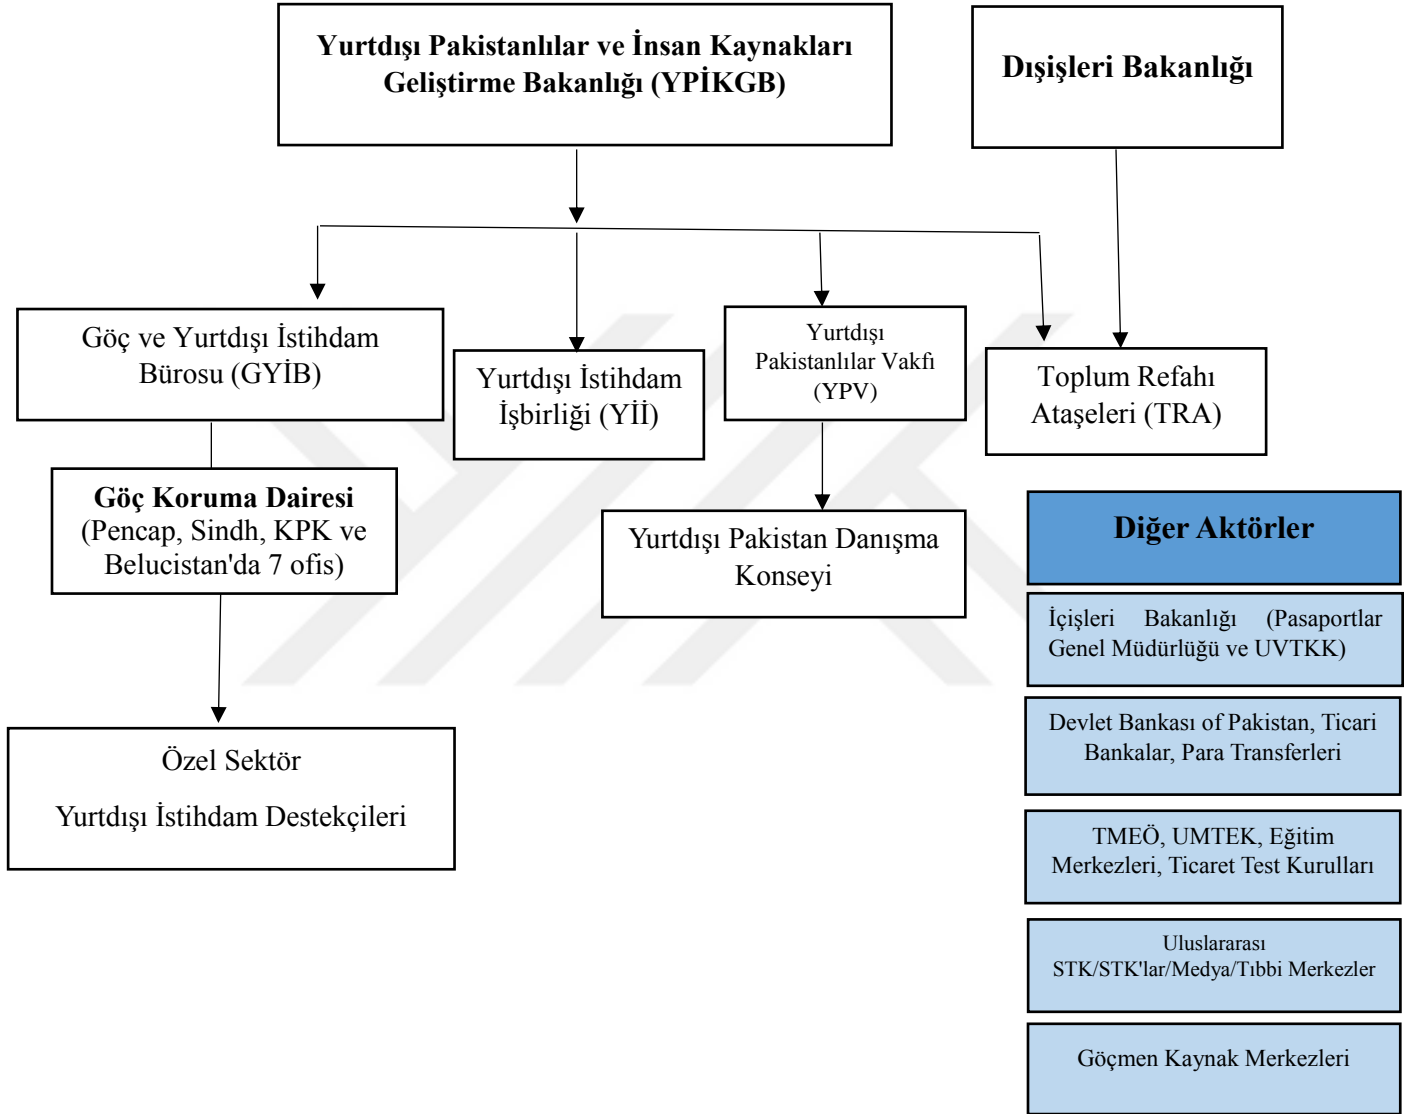 Yurtdışı Pakistanlılar ve İnsan Kaynakları
Geliştirme Bakanlığı (YPİKGB)
Dışişleri Bakanlığı
Göç ve Yurtdışı İstihdam
Bürosu (GYİB)
Yurtdışı İstihdam
İşbirliği (Yİİ)
Yurtdışı
Pakistanlılar Vakfi
(YPV)
Toplum Refahı
Ataşeleri (TRA)
Göç Koruma Dairesi
(Pencap, Sindh, KPK ve
Belucistan'da 7 ofis)
Yurtdışı Pakistan Danışma
Konseyi
Özel Sektör
Yurtdışı İstihdam Destekçileri
Diğer Aktörler
İçişleri Bakanlığı (Pasaportlar
Genel Müdürlüğü ve UVTKK)
Devlet Bankası of Pakistan, Ticari
Bankalar, Para Transferleri
TMEÖ, UMTEK, Eğitim
Merkezleri, Ticaret Test Kurulları
Uluslararası
STK/STK'lar/Medya/Tıbbi Merkezler
Göçmen Kaynak Merkezleri